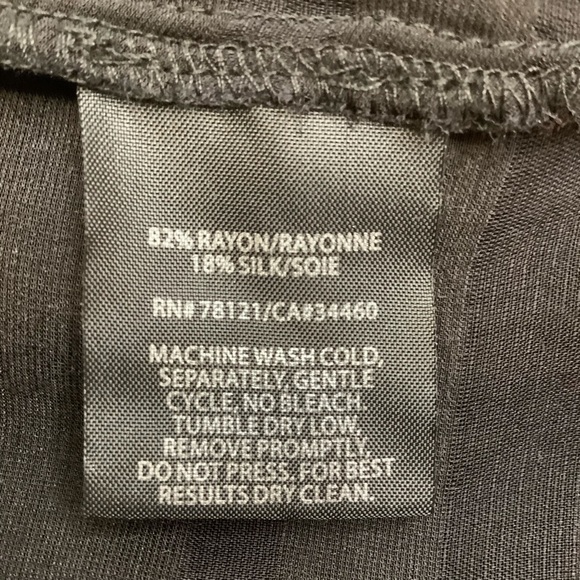 82% RAYON/RAYONNE
18% SILK/SOIE
RN# 78121/CA#34460
MACHINE WASH COLD,
SEPARATELY, GENTLE
CYCLE, NO BLEACH.
TUMBLE DRY LOW.
REMOVE PROMPTLY.
DO NOT PRESS. FOR BEST
RESULTS DRY CLEAN.